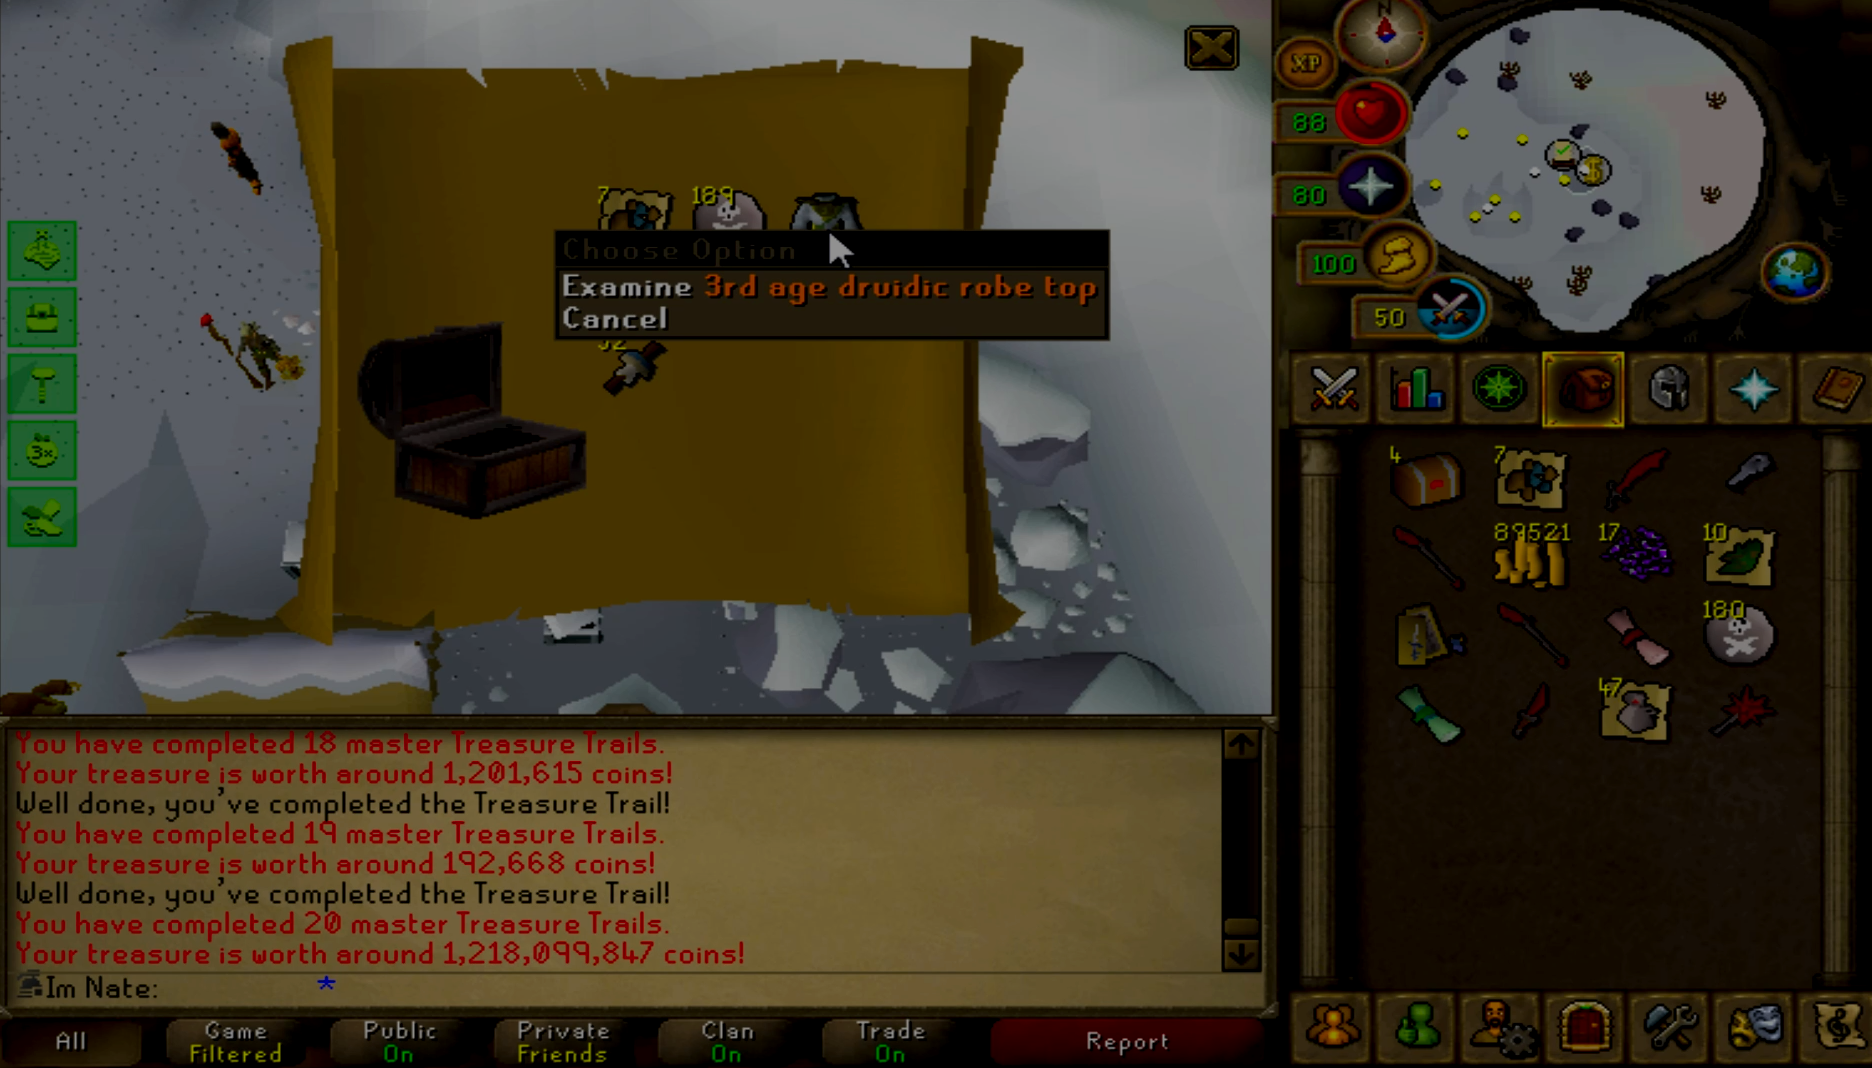 N
XP
88
80
100
50
7
189
Choose Option
Examine 3rd age druidic robe top
Cancel
3x
4
7
89521
17
10
180
47
You have completed 18 master Treasure Trails.
Your treasure is worth around 1,201,615 coins!
Well done, you've completed the Treasure Trail!
You have completed 19 master Treasure Trails.
Your treasure is worth around 192,668 coins!
Well done, you've completed the Treasure Trail!
You have completed 20 master Treasure Trails.
Your treasure is worth around 1,218,099,847 coins!
Im Nate: *
All
Game
Filtered
Public
On
Private
Friends
Clan
On
Trade
On
Report